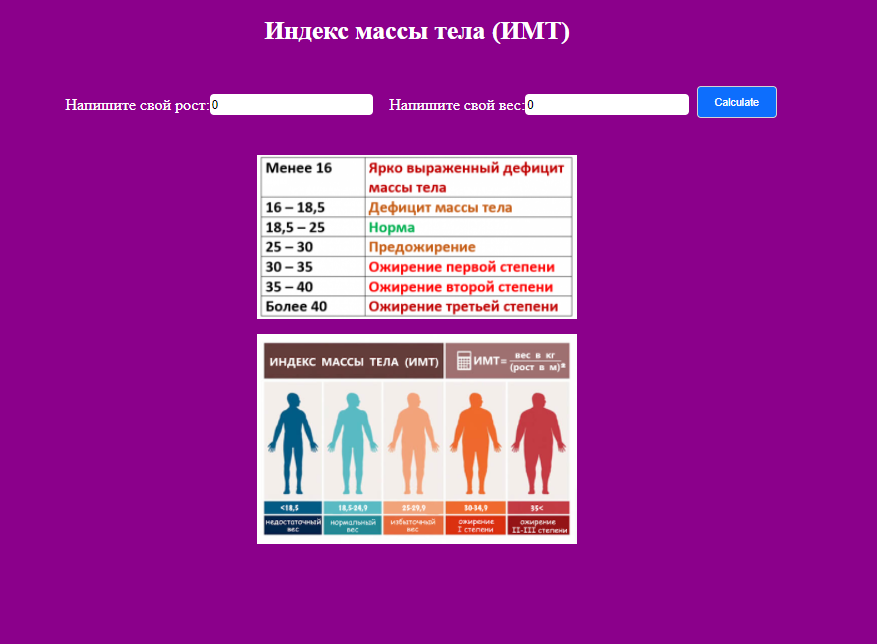 Индекс массы тела (ИМТ)
Напишите свой рост: 0 Напишите свой вес: 0 Calculate
Менее 16 Ярко выраженный дефицит
массы тела
16 – 18,5 Дефицит массы тела
18,5 – 25 Норма
25 – 30 Предожирение
30 – 35 Ожирение первой степени
35 – 40 Ожирение второй степени
Более 40 Ожирение третьей степени
ИНДЕКС МАССЫ ТЕЛА (ИМТ) ИМТ= вес в кг
(рост в м)²
<18,5 18,5-24,9 25-29,9 30-34,9 35<
недостаточный нормальный избыточный ожирение ожирение
вес вес вес I степени II-III степени